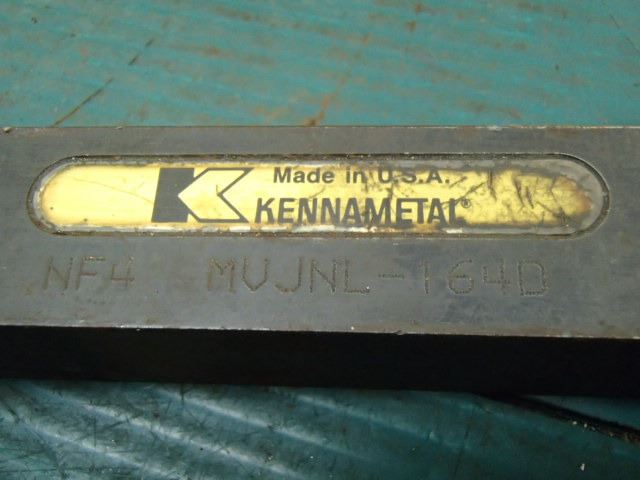 Made in U.S.A.
KENNAMETAL®
NF4 MVJNL-164D